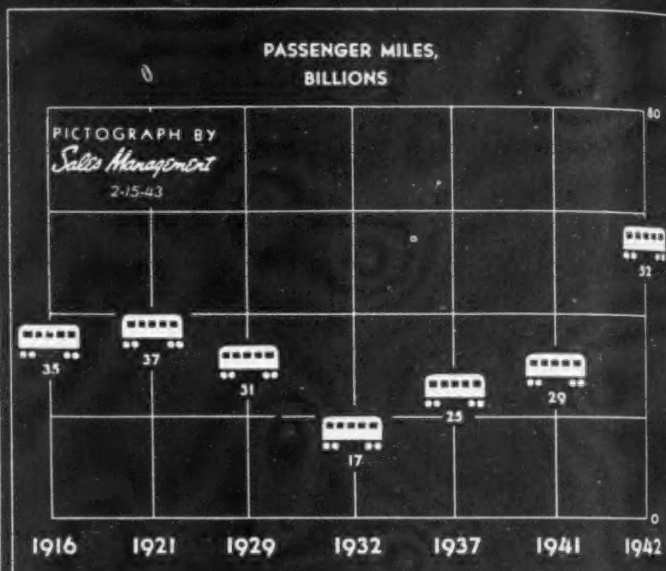 PASSENGER MILES,
BILLIONS
PICTOGRAPH BY
Sales Management
2-15-43
80
52
35
37
31
17
25
29
0
1916 1921 1929 1932 1937 1941 1942